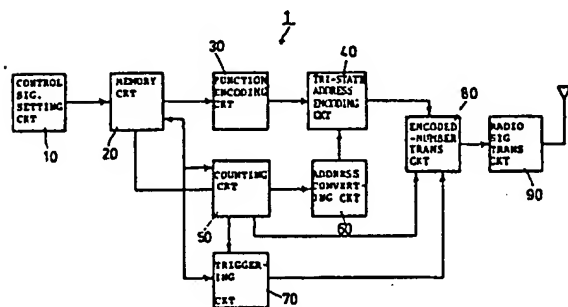 1
30
40
CONTROL
SIG.
SETTING
CKT
10
MEMORY
CKT
20
FUNCTION
ENCODING
CKT
TRI-STATE
ADDRESS
ENCODING
CKT
80
ENCODED
-NUMBER
TRANS
CKT
RADIO
SIG
TRANS
CKT
90
COUNTING
CKT
50
ADDRESS
CONVERT-
ING CKT
60
TRIGGER-
ING
CKT
70